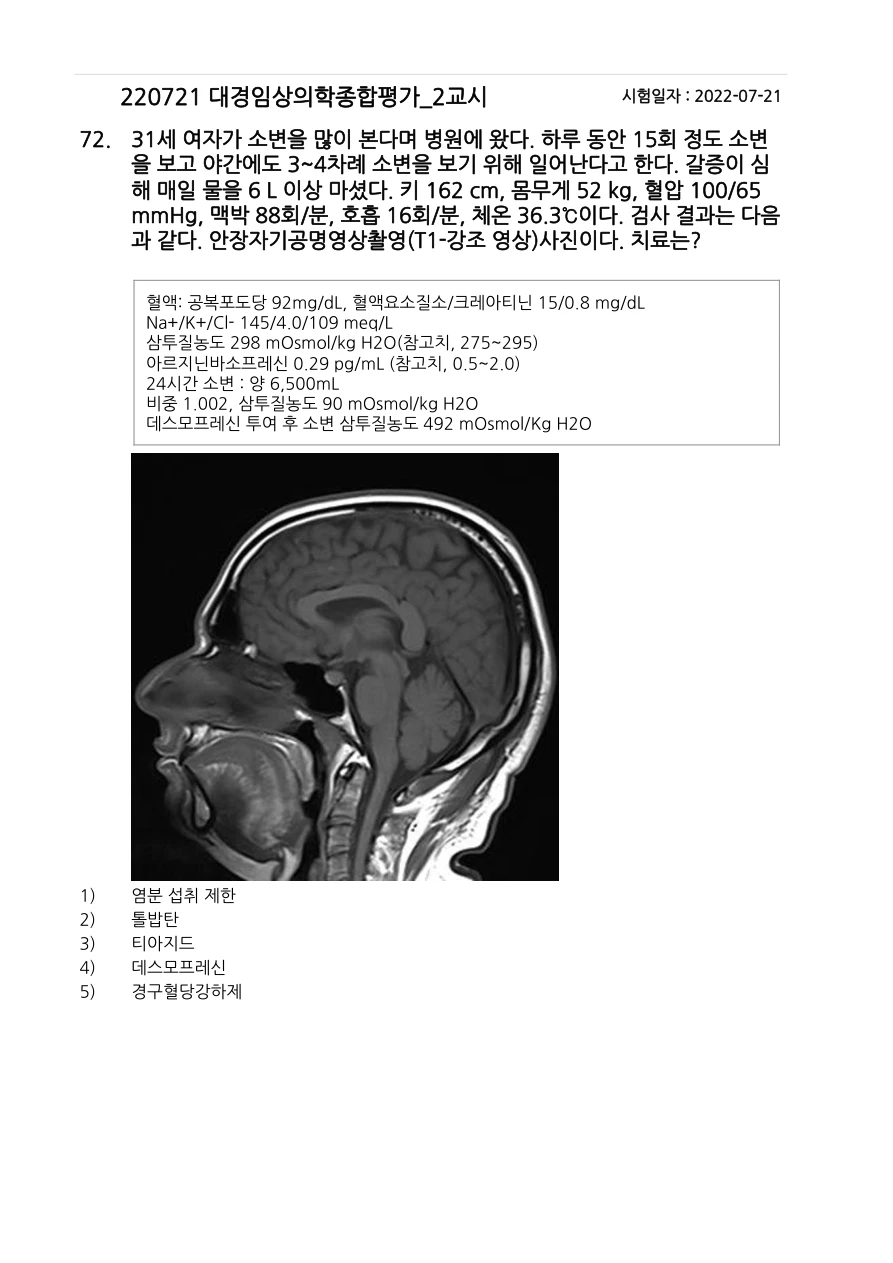 220721 대경임상의학종합평가_2교시
시험일자 : 2022-07-21
72. 31세 여자가 소변을 많이 본다며 병원에 왔다. 하루 동안 15회 정도 소변
을 보고 야간에도 3~4차례 소변을 보기 위해 일어난다고 한다. 갈증이 심
해 매일 물을 6 L 이상 마셨다. 키 162 cm, 몸무게 52 kg, 혈압 100/65
mmHg, 맥박 88회/분, 호흡 16회/분, 체온 36.3℃이다. 검사 결과는 다음
과 같다. 안장자기공명영상촬영(T1-강조 영상)사진이다. 치료는?
혈액: 공복포도당 92mg/dL, 혈액요소질소/크레아티닌 15/0.8 mg/dL
Na+/K+/Cl- 145/4.0/109 meq/L
삼투질농도 298 mOsmol/kg H2O(참고치, 275~295)
아르지닌바소프레신 0.29 pg/mL (참고치, 0.5~2.0)
24시간 소변 : 양 6,500mL
비중 1.002, 삼투질농도 90 mOsmol/kg H2O
데스모프레신 투여 후 소변 삼투질농도 492 mOsmol/Kg H2O
1) 염분 섭취 제한
2) 톨밥탄
3) 티아지드
4) 데스모프레신
5) 경구혈당강하제